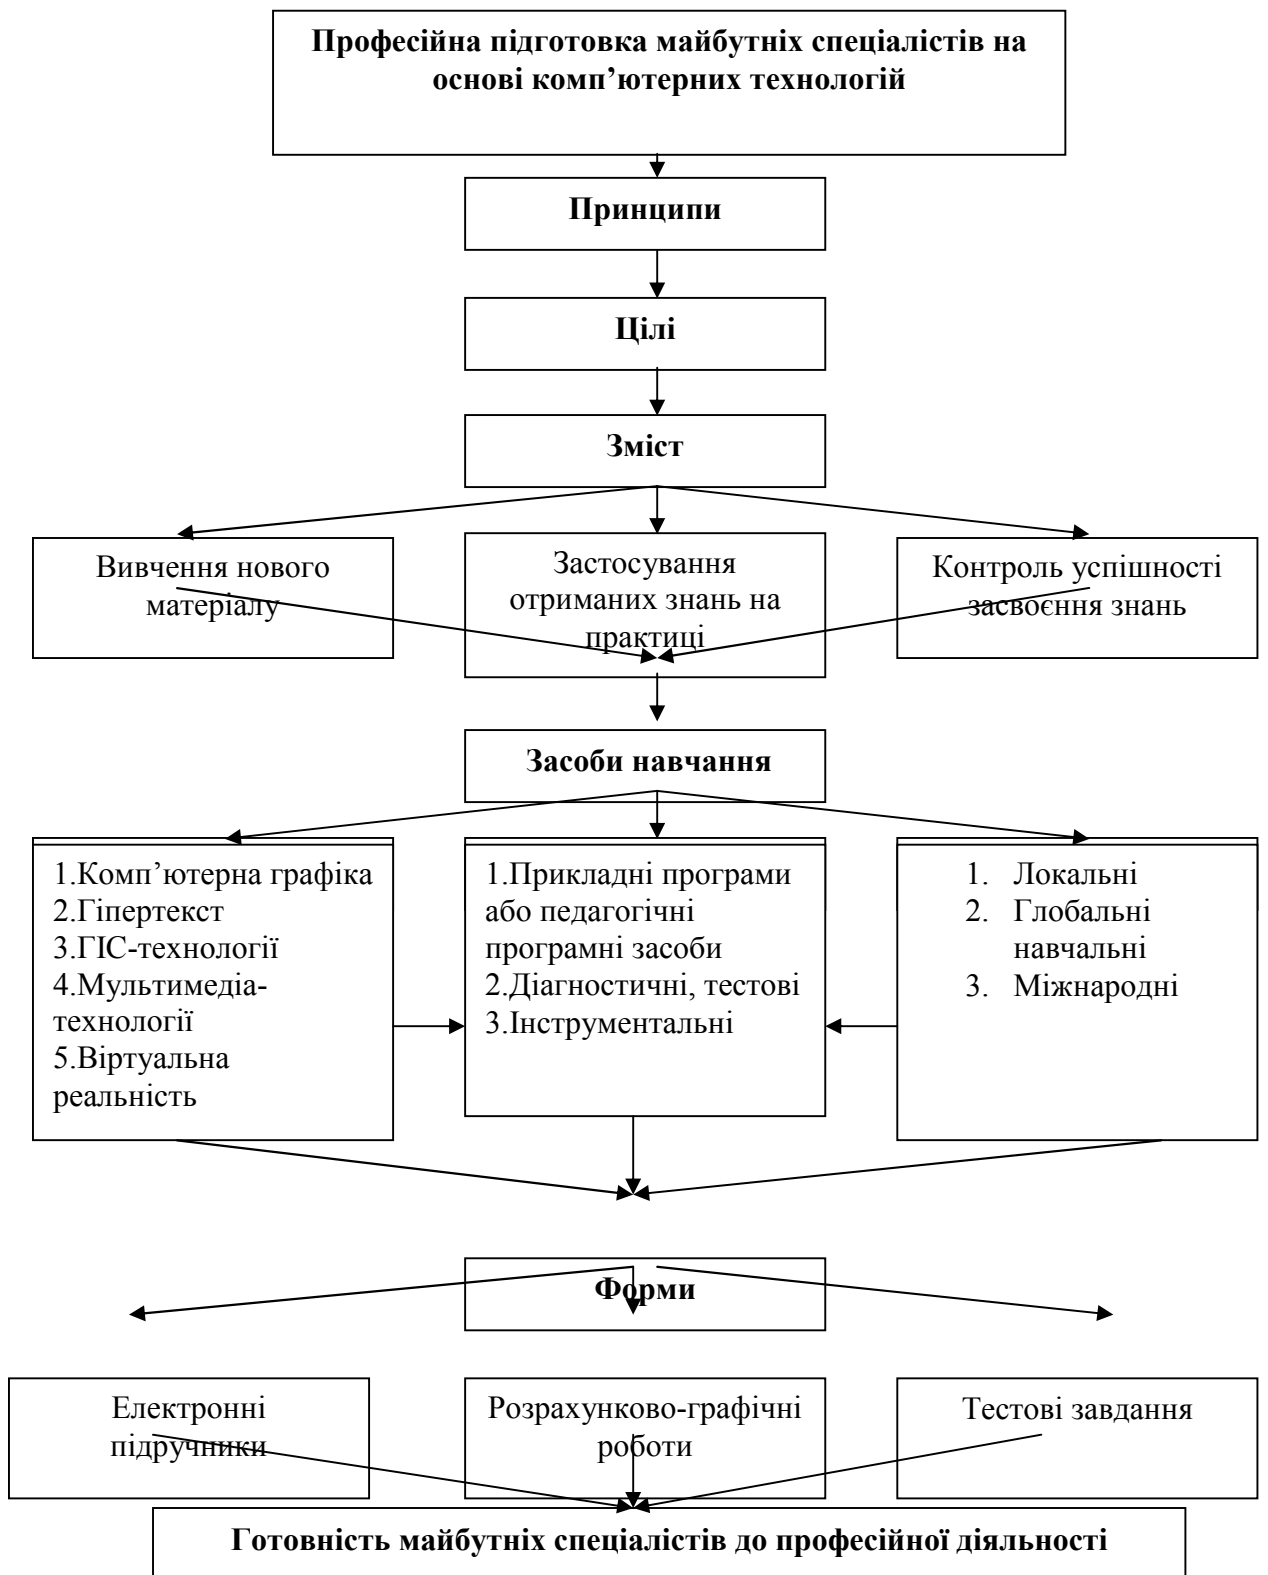 Професійна підготовка майбутніх спеціалістів на
основі комп’ютерних технологій
Принципи
Цілі
Зміст
Вивчення нового
матеріалу
Застосування
отриманих знань на
практиці
Контроль успішності
засвоєння знань
Засоби навчання
1.Комп’ютерна графіка
2.Гіпертекст
3.ГІС-технології
4.Мультимедіа-
технології
5.Віртуальна
реальність
1.Прикладні програми
або педагогічні
програмні засоби
2.Діагностичні, тестові
3.Інструментальні
1. Локальні
2. Глобальні
навчальні
3. Міжнародні
Форми
Електронні
підручники
Розрахунково-графічні
роботи
Тестові завдання
Готовність майбутніх спеціалістів до професійної діяльності